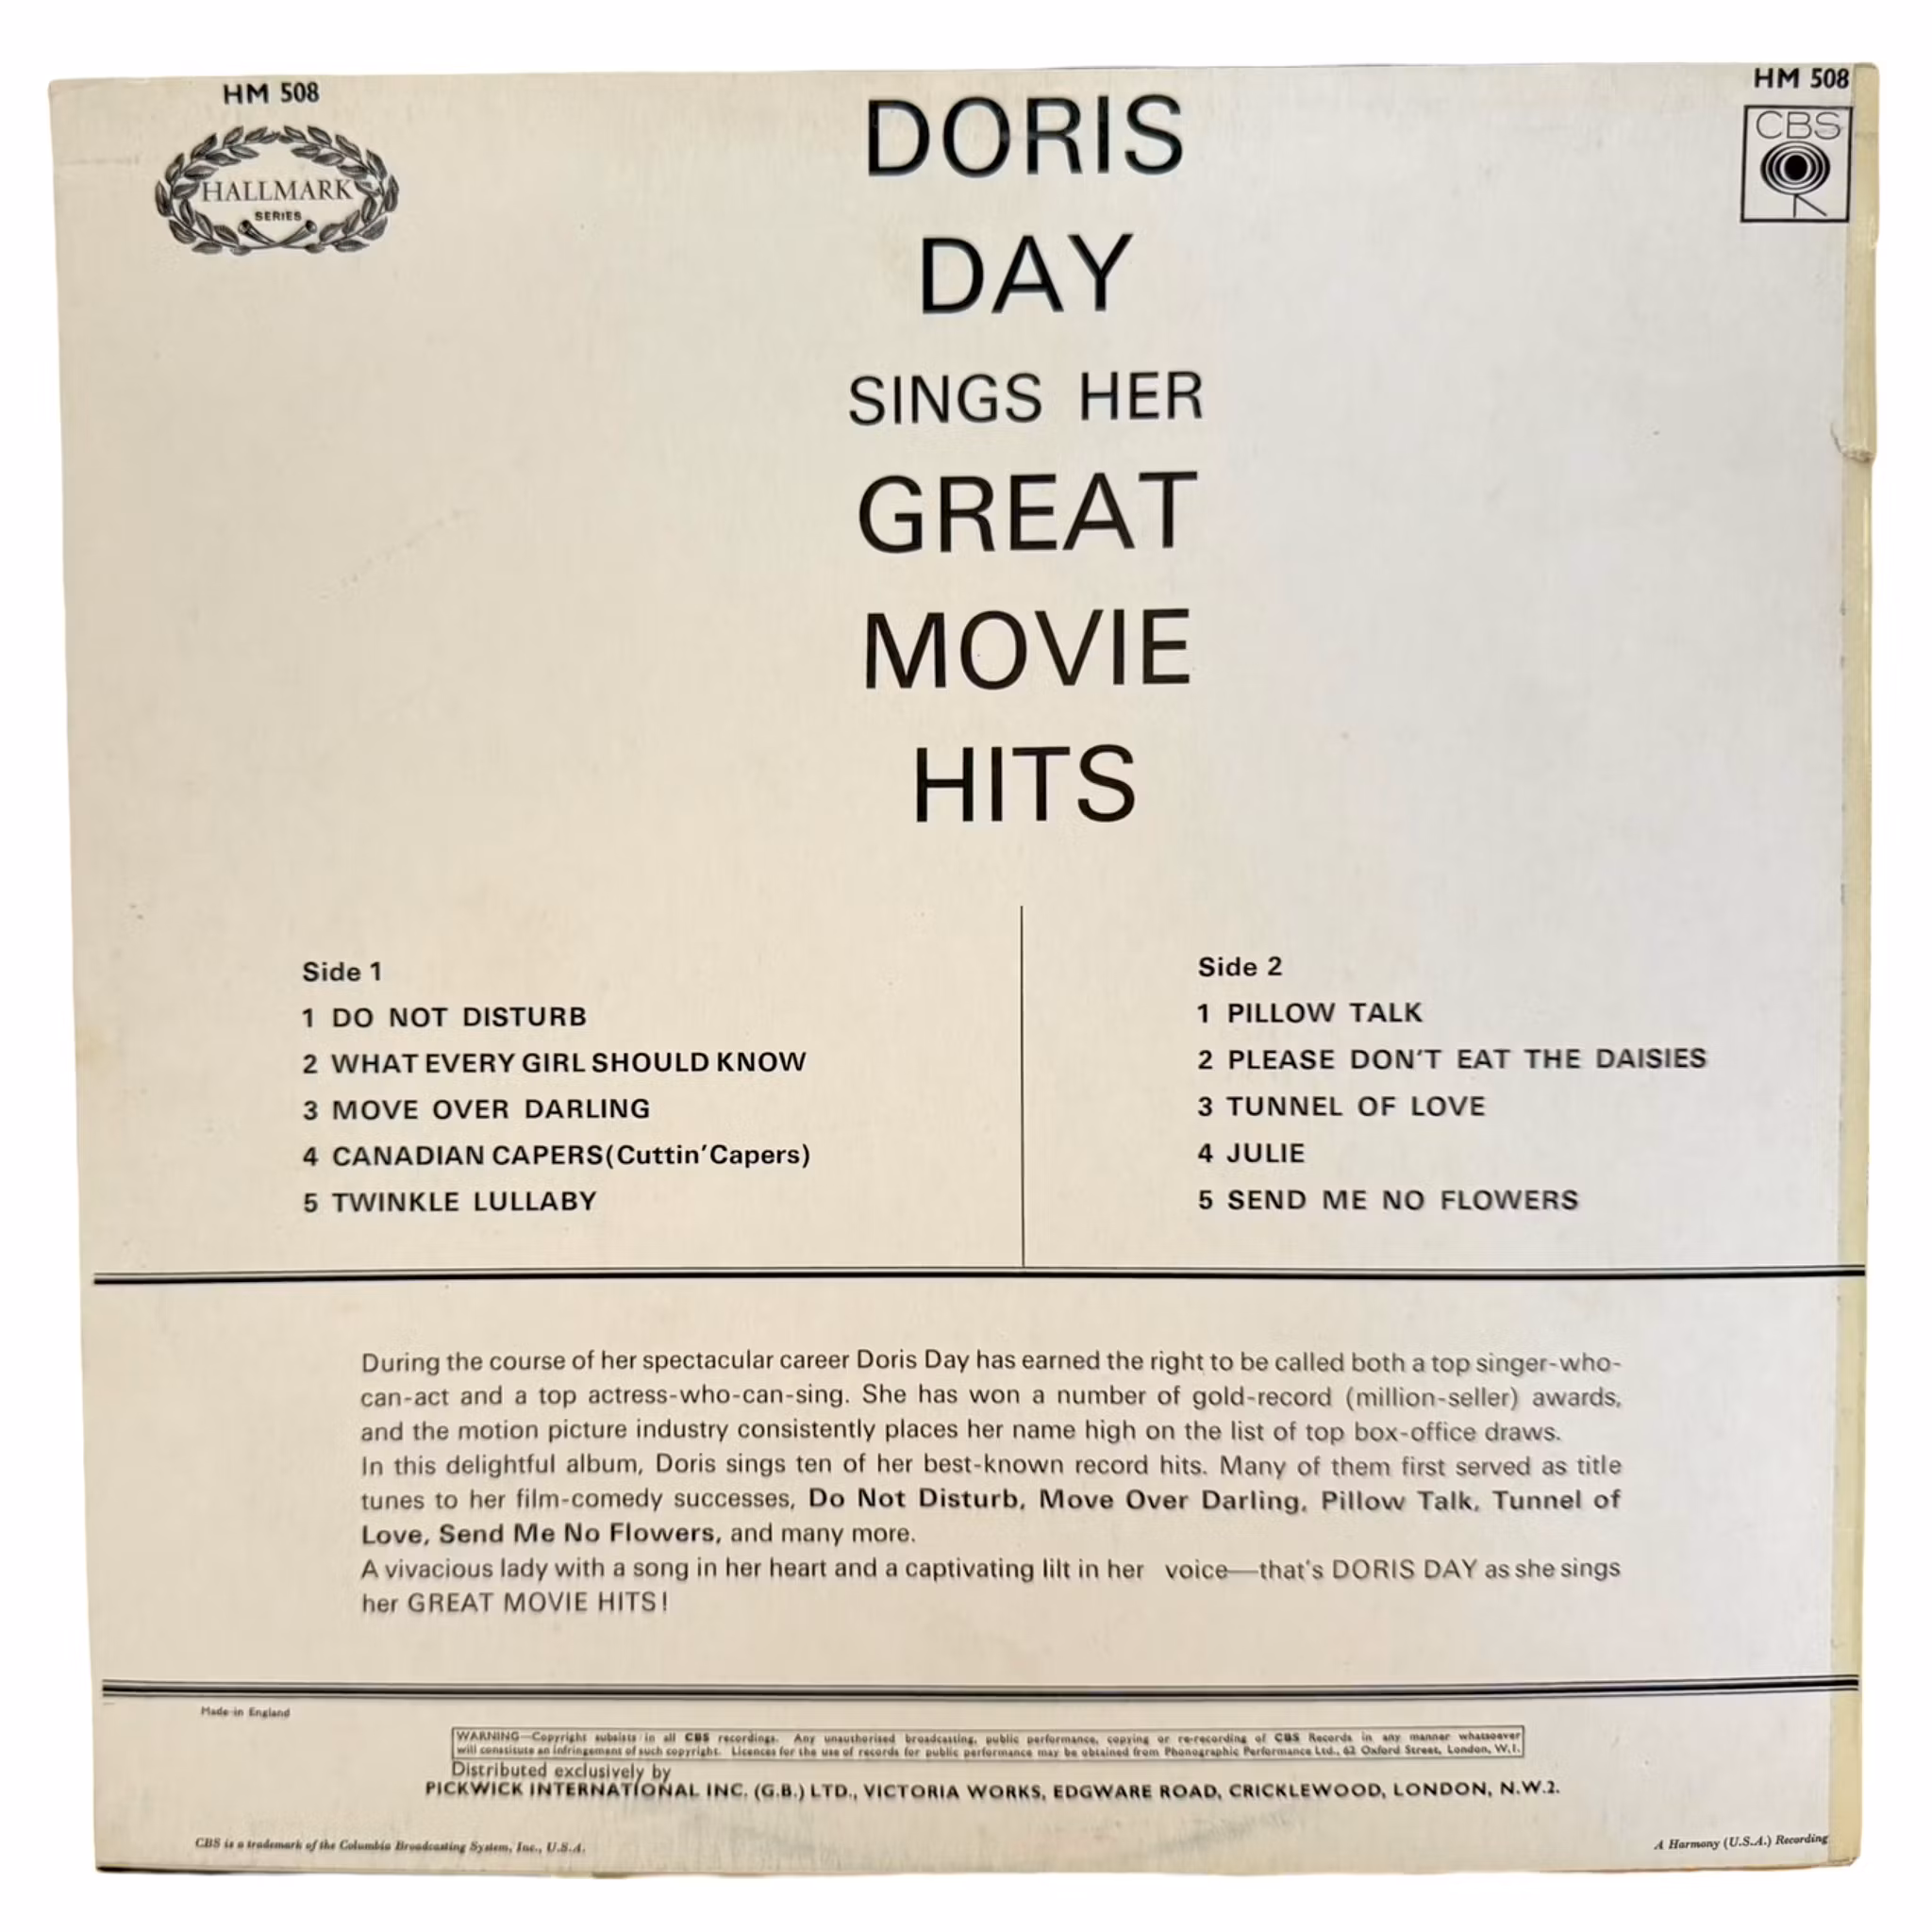 HM 508
HALLMARK
SERIES
HM 508
CBS
DORIS
DAY
SINGS HER
GREAT
MOVIE
HITS
Side 1
1 DO NOT DISTURB
2 WHAT EVERY GIRL SHOULD KNOW
3 MOVE OVER DARLING
4 CANADIAN CAPERS (Cuttin' Capers)
5 TWINKLE LULLABY
Side 2
1 PILLOW TALK
2 PLEASE DON'T EAT THE DAISIES
3 TUNNEL OF LOVE
4 JULIE
5 SEND ME NO FLOWERS
During the course of her spectacular career Doris Day has earned the right to be called both a top singer-who-
can-act and a top actress-who-can-sing. She has won a number of gold-record (million-seller) awards,
and the motion picture industry consistently places her name high on the list of top box-office draws.
In this delightful album, Doris sings ten of her best-known record hits. Many of them first served as title
tunes to her film-comedy successes, Do Not Disturb, Move Over Darling, Pillow Talk, Tunnel of
Love, Send Me No Flowers, and many more.
A vivacious lady with a song in her heart and a captivating lilt in her voice—that's DORIS DAY as she sings
her GREAT MOVIE HITS!
Made in England
WARNING—Copyright subsists in all CBS recordings. Any unauthorised broadcasting, public performance, copying or re-recording of CBS Records in any manner whatsoever
will constitute an infringement of such copyright. Licences for the use of records for public performance may be obtained from Phonographic Performance Ltd., 62 Oxford Street, London, W.1.
Distributed exclusively by
PICKWICK INTERNATIONAL INC. (G.B.) LTD., VICTORIA WORKS, EDGWARE ROAD, CRICKLEWOOD, LONDON, N.W.2.
CBS is a trademark of the Columbia Broadcasting System, Inc., U.S.A.
A Harmony (U.S.A.) Recording